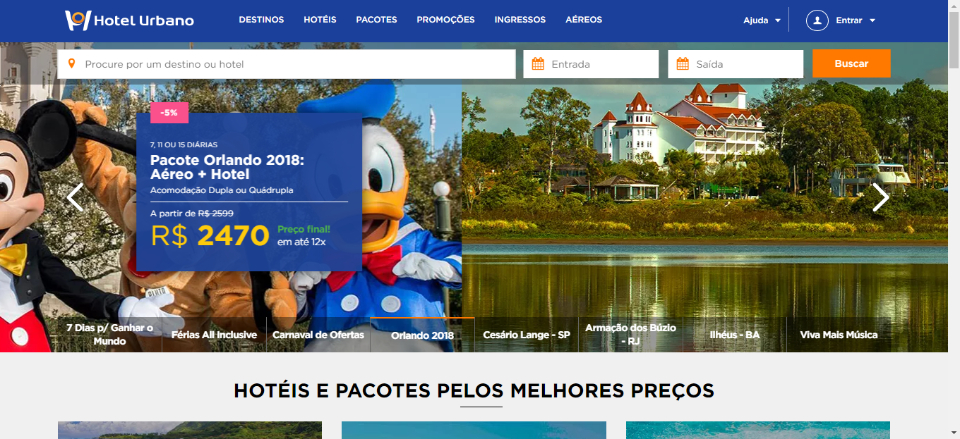 Hotel Urbano
DESTINOS HOTÉIS PACOTES PROMOÇÕES INGRESSOS AÉREOS
Ajuda
Entrar
Procure por um destino ou hotel
Entrada
Saída
Buscar
-5%
7, 11 OU 15 DIÁRIAS
Pacote Orlando 2018:
Aéreo + Hotel
Acomodação Dupla ou Quádrupla
A partir de R$ 2599
R$ 2470
Preço final!
em até 12x
7 Dias p/ Ganhar o
Mundo
Férias All Inclusive
Carnaval de Ofertas
Orlando 2018
Cesário Lange - SP
Armação dos Búzio
- RJ
Ilhéus - BA
Viva Mais Música
HOTÉIS E PACOTES PELOS MELHORES PREÇOS